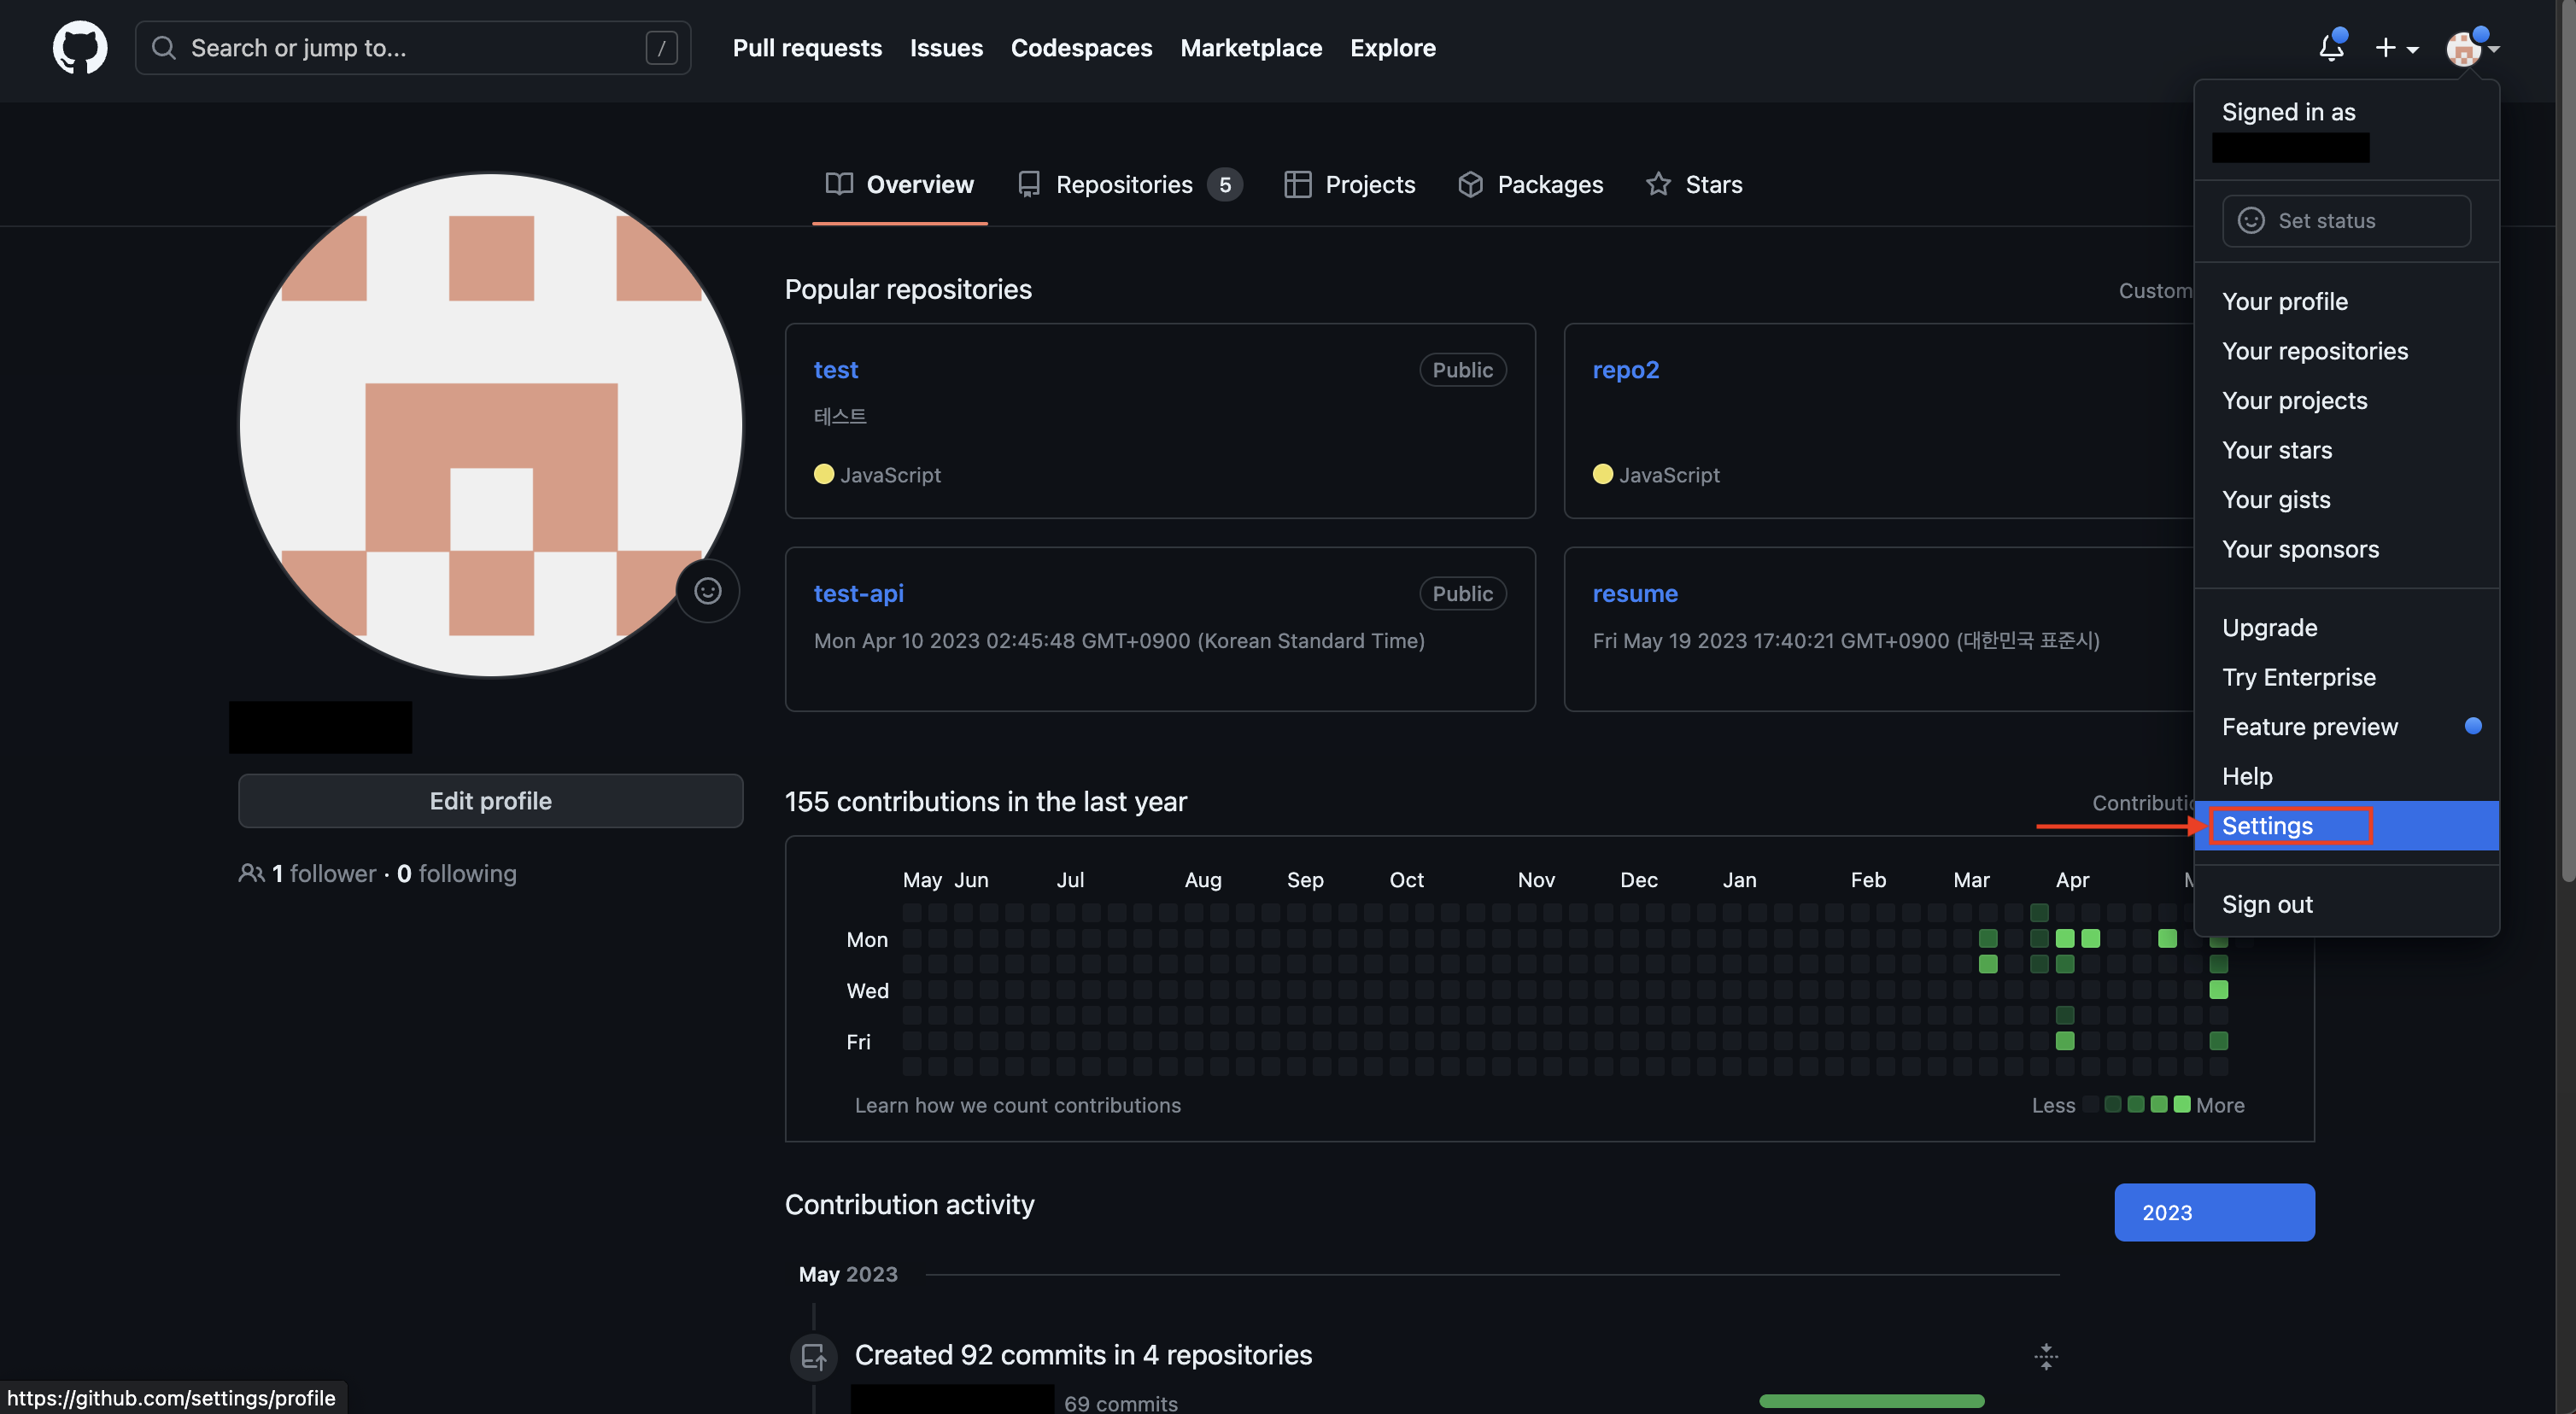 Search or jump to...
/
Pull requests
Issues
Codespaces
Marketplace
Explore
Signed in as
Set status
Your profile
Your repositories
Your projects
Your stars
Your gists
Your sponsors
Upgrade
Try Enterprise
Feature preview
Help
Settings
Sign out
Overview
Repositories 5
Projects
Packages
Stars
Edit profile
1 follower · 0 following
Popular repositories
Custom
test
Public
테스트
JavaScript
repo2
JavaScript
test-api
Public
Mon Apr 10 2023 02:45:48 GMT+0900 (Korean Standard Time)
resume
Fri May 19 2023 17:40:21 GMT+0900 (대한민국 표준시)
155 contributions in the last year
May Jun Jul Aug Sep Oct Nov Dec Jan Feb Mar Apr
Mon
Wed
Fri
Learn how we count contributions
Less
More
Contribution activity
2023
May 2023
Created 92 commits in 4 repositories
69 commits
https://github.com/settings/profile